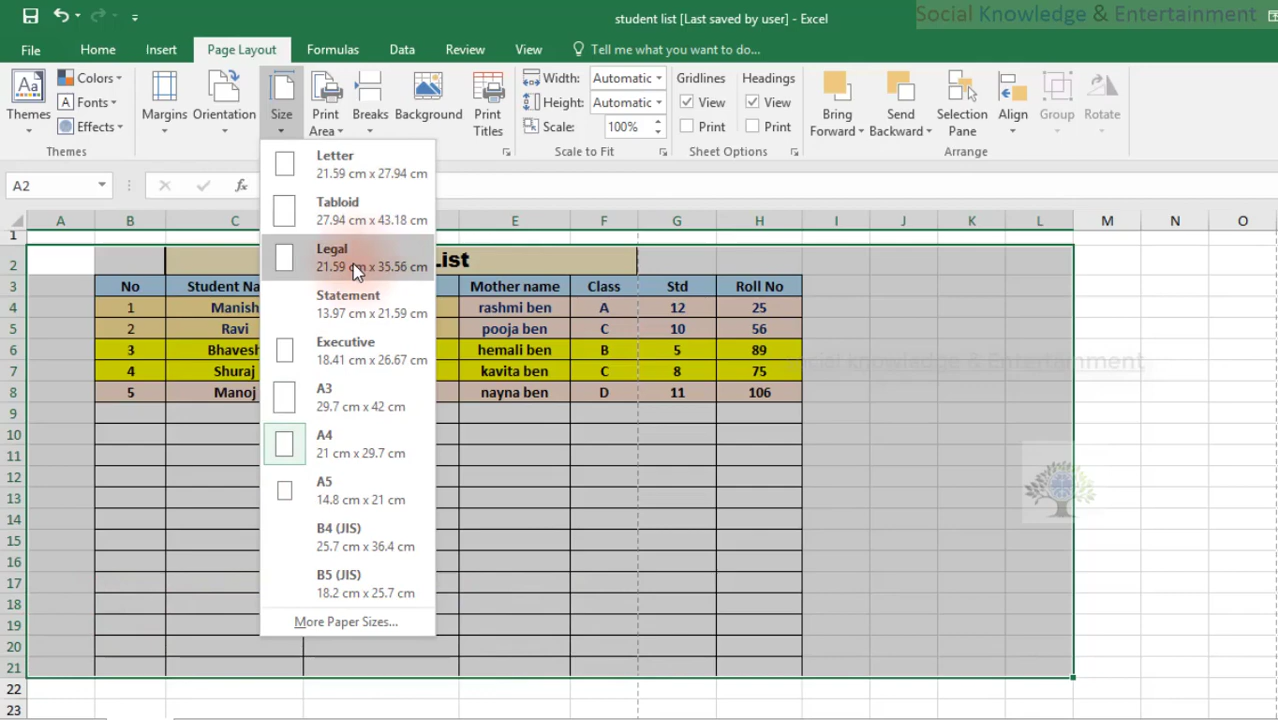 student list [Last saved by user] - Excel
Social Knowledge & Entertainment
File Home Insert Page Layout Formulas Data Review View Tell me what you want to do...
Themes
Colors
Fonts
Effects
Themes
Margins
Orientation
Size
Print Area
Breaks
Background
Print Titles
Width: Automatic
Height: Automatic
Scale: 100%
Scale to Fit
Gridlines
View
Print
Headings
View
Print
Sheet Options
Bring Forward
Send Backward
Selection Pane
Align
Group
Rotate
Arrange
A2
fx
Letter
21.59 cm x 27.94 cm
Tabloid
27.94 cm x 43.18 cm
Legal
21.59 cm x 35.56 cm
Statement
13.97 cm x 21.59 cm
Executive
18.41 cm x 26.67 cm
A3
29.7 cm x 42 cm
A4
21 cm x 29.7 cm
A5
14.8 cm x 21 cm
B4 (JIS)
25.7 cm x 36.4 cm
B5 (JIS)
18.2 cm x 25.7 cm
More Paper Sizes...
A B C E F G H I J K L M N O
1
2 List
3 No Student Na Mother name Class Std Roll No
4 1 Manish rashmi ben A 12 25
5 2 Ravi pooja ben C 10 56
6 3 Bhavesh hemali ben B 5 89
7 4 Shuraj kavita ben C 8 75
8 5 Manoj nayna ben D 11 106
9
10
11
12
13
14
15
16
17
18
19
20
21
22
23
Social knowledge & Entertainment